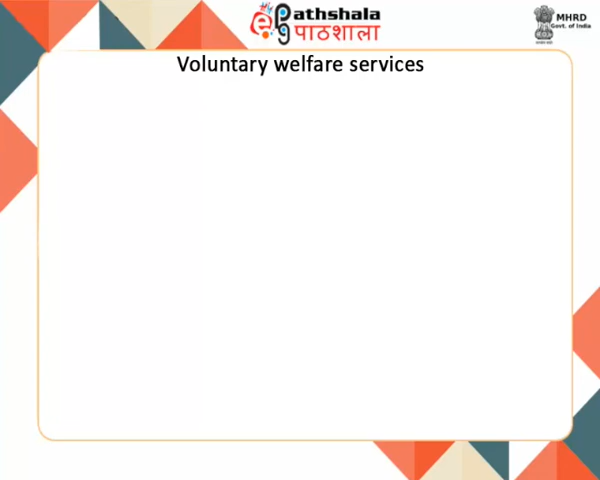 ePathshala
पाठशाला
MHRD
Govt. of India
Voluntary welfare services